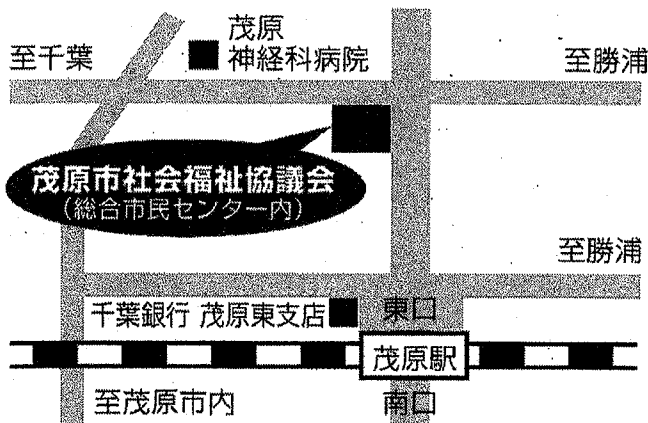 茂原
神経科病院
至千葉
至勝浦
茂原市社会福祉協議会
(総合市民センター内)
至勝浦
千葉銀行 茂原東支店
東口
茂原駅
至茂原市内
南口